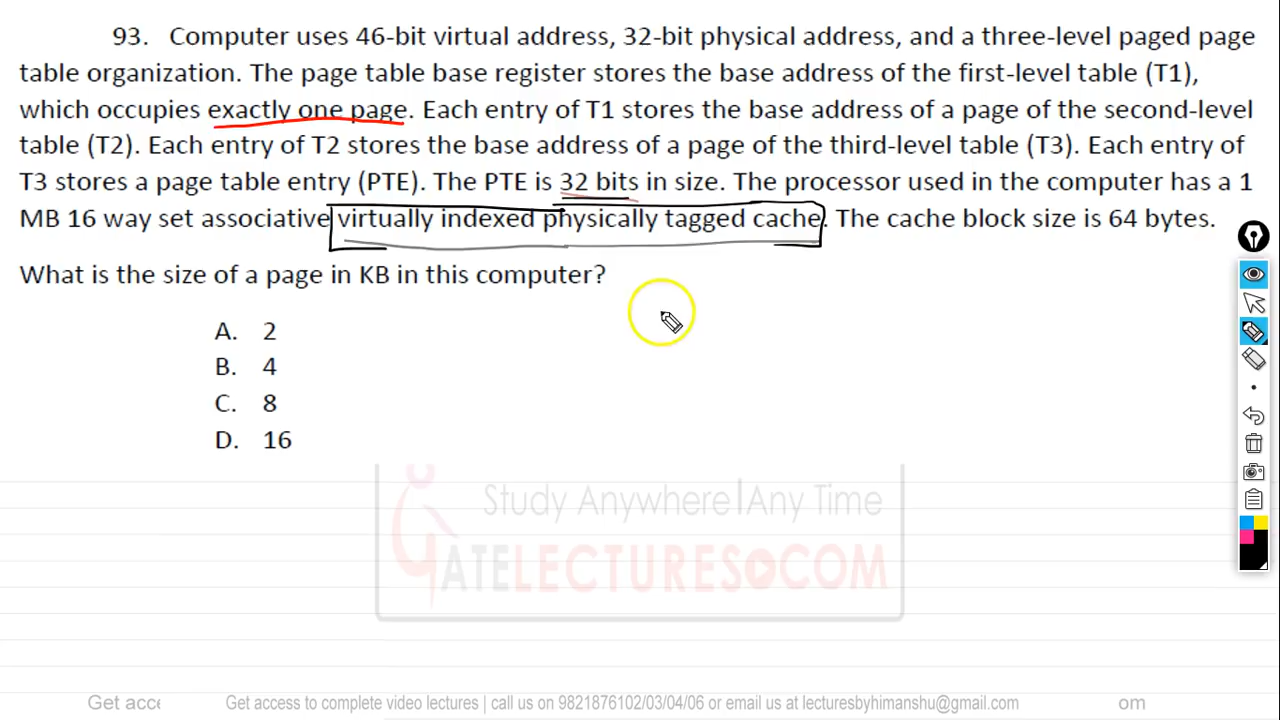 93. Computer uses 46-bit virtual address, 32-bit physical address, and a three-level paged page
table organization. The page table base register stores the base address of the first-level table (T1),
which occupies exactly one page. Each entry of T1 stores the base address of a page of the second-level
table (T2). Each entry of T2 stores the base address of a page of the third-level table (T3). Each entry of
T3 stores a page table entry (PTE). The PTE is 32 bits in size. The processor used in the computer has a 1
MB 16 way set associative virtually indexed physically tagged cache. The cache block size is 64 bytes.
What is the size of a page in KB in this computer?
A. 2
B. 4
C. 8
D. 16
Study Anywhere|Any Time
GATELECTURES.COM
Get acce Get access to complete video lectures | call us on 9821876102/03/04/06 or email us at lecturesbyhimanshu@gmail.com om